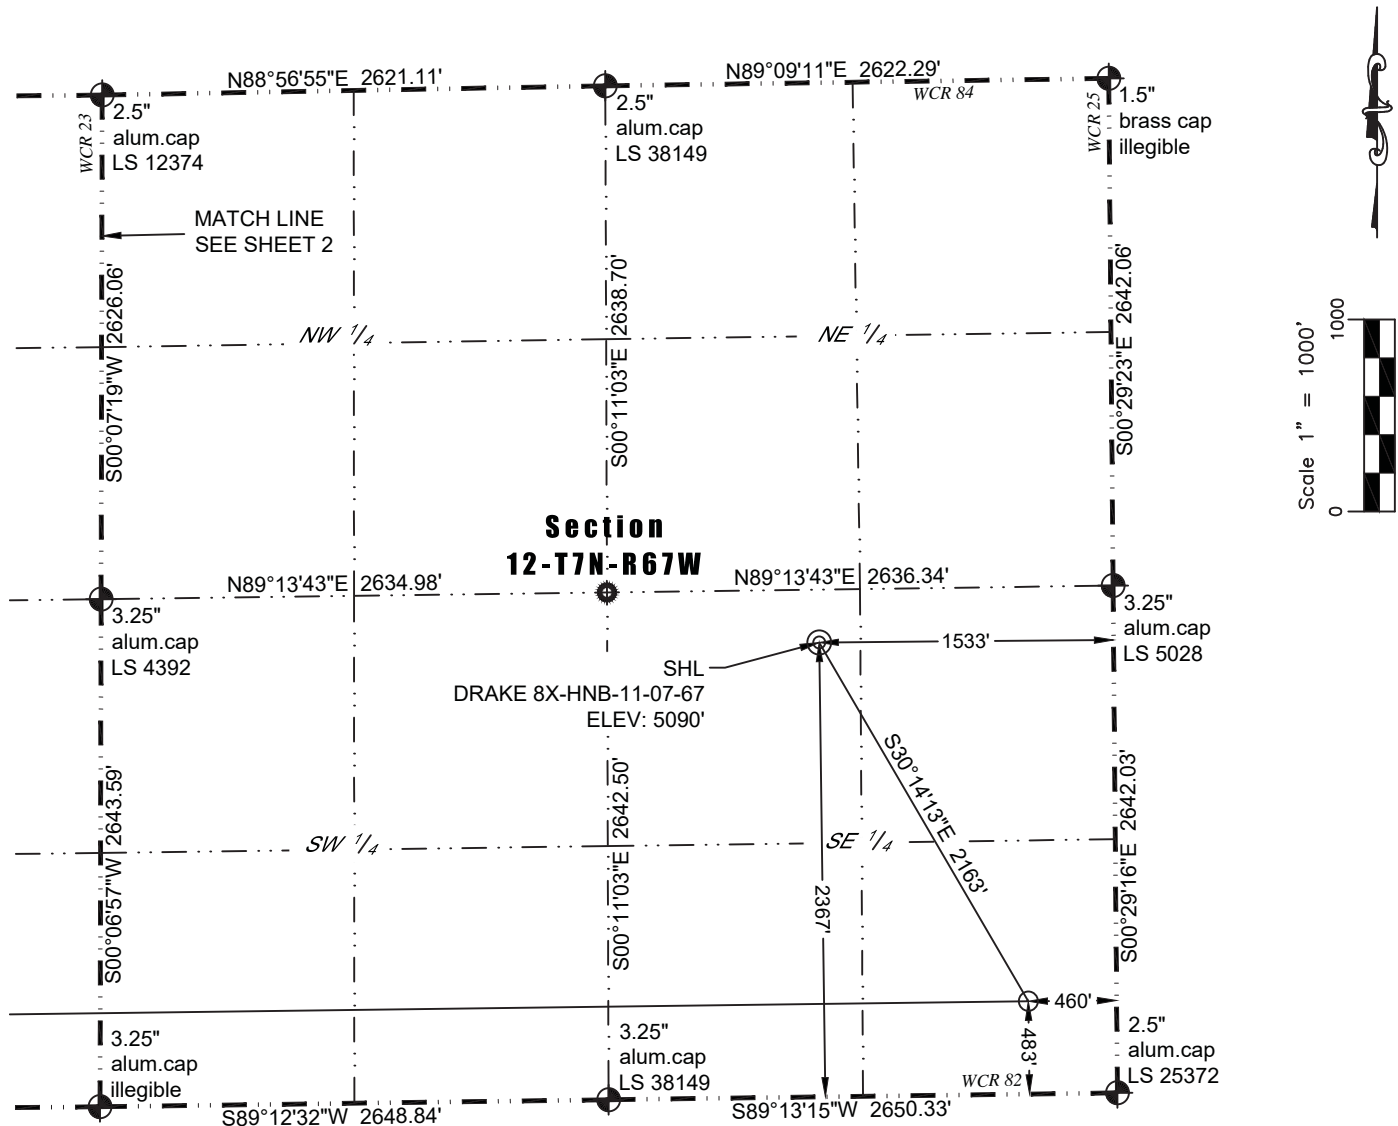 N88°56'55"E 2621.11'
N89°09'11"E 2622.29'
WCR 84
WCR 23
2.5"
alum.cap
LS 12374
2.5"
alum.cap
LS 38149
WCR 25
1.5"
brass cap
illegible
MATCH LINE
SEE SHEET 2
S00°07'19"W 2626.06'
NW 1/4
S00°11'03"E 2638.70'
NE 1/4
S00°29'23"E 2642.06'
Scale 1" = 1000'
0
1000
Section
12-T7N-R67W
N89°13'43"E 2634.98'
N89°13'43"E 2636.34'
3.25"
alum.cap
LS 4392
3.25"
alum.cap
LS 5028
1533'
SHL
DRAKE 8X-HNB-11-07-67
ELEV: 5090'
S30°14'13"E 2163'
S00°06'57"W 2643.59'
SW 1/4
S00°11'03"E 2642.50'
SE 1/4
S00°29'16"E 2642.03'
2367'
460'
483'
3.25"
alum.cap
illegible
3.25"
alum.cap
LS 38149
2.5"
alum.cap
LS 25372
WCR 82
S89°12'32"W 2648.84'
S89°13'15"W 2650.33'